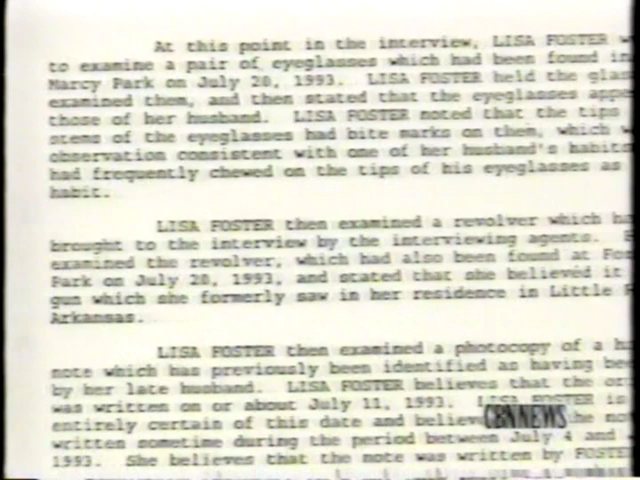 At this point in the interview, LISA FOSTER
to examine a pair of eyeglasses which had been found in
Marcy Park on July 20, 1993. LISA FOSTER held the
examined them, and then stated that the eyeglasses
those of her husband. LISA FOSTER noted that the tips
stems of the eyeglasses had bite marks on them, which
observation consistent with one of her husband's habits
had frequently chewed on the tips of his eyeglasses as
habit.
LISA FOSTER then examined a revolver which
brought to the interview by the interviewing agents.
examined the revolver, which had also been found at
Park on July 20, 1993, and stated that she believed it
gun which she formerly saw in her residence in Little
Arkansas.
LISA FOSTER then examined a photocopy of a
note which has previously been identified as having
by her late husband. LISA FOSTER believes that the
was written on or about July 11, 1993. LISA FOSTER is
entirely certain of this date and
written sometime during the period between July 4 and
1993. She believes that the note was written by FOSTER
CBN NEWS